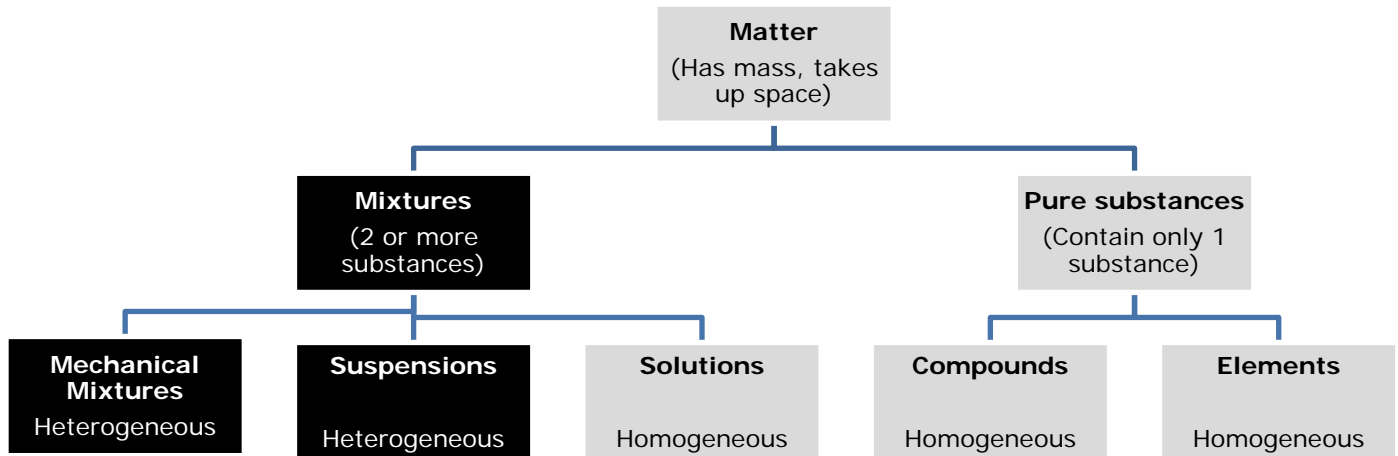 Matter
(Has mass, takes
up space)
Mixtures
(2 or more
substances)
Pure substances
(Contain only 1
substance)
Mechanical
Mixtures
Heterogeneous
Suspensions
Heterogeneous
Solutions
Homogeneous
Compounds
Homogeneous
Elements
Homogeneous